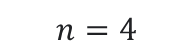 n = 4